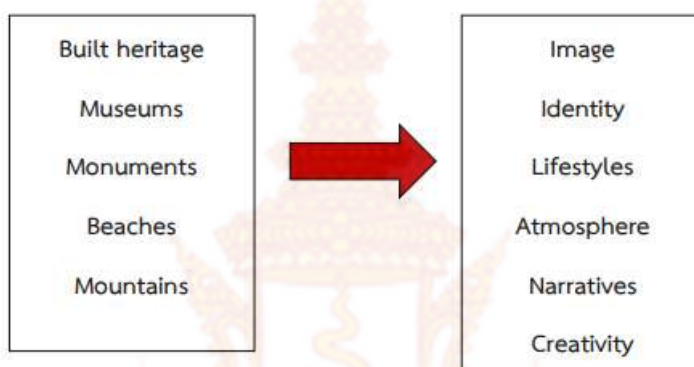 Built heritage
Museums
Monuments
Beaches
Mountains
Image
Identity
Lifestyles
Atmosphere
Narratives
Creativity